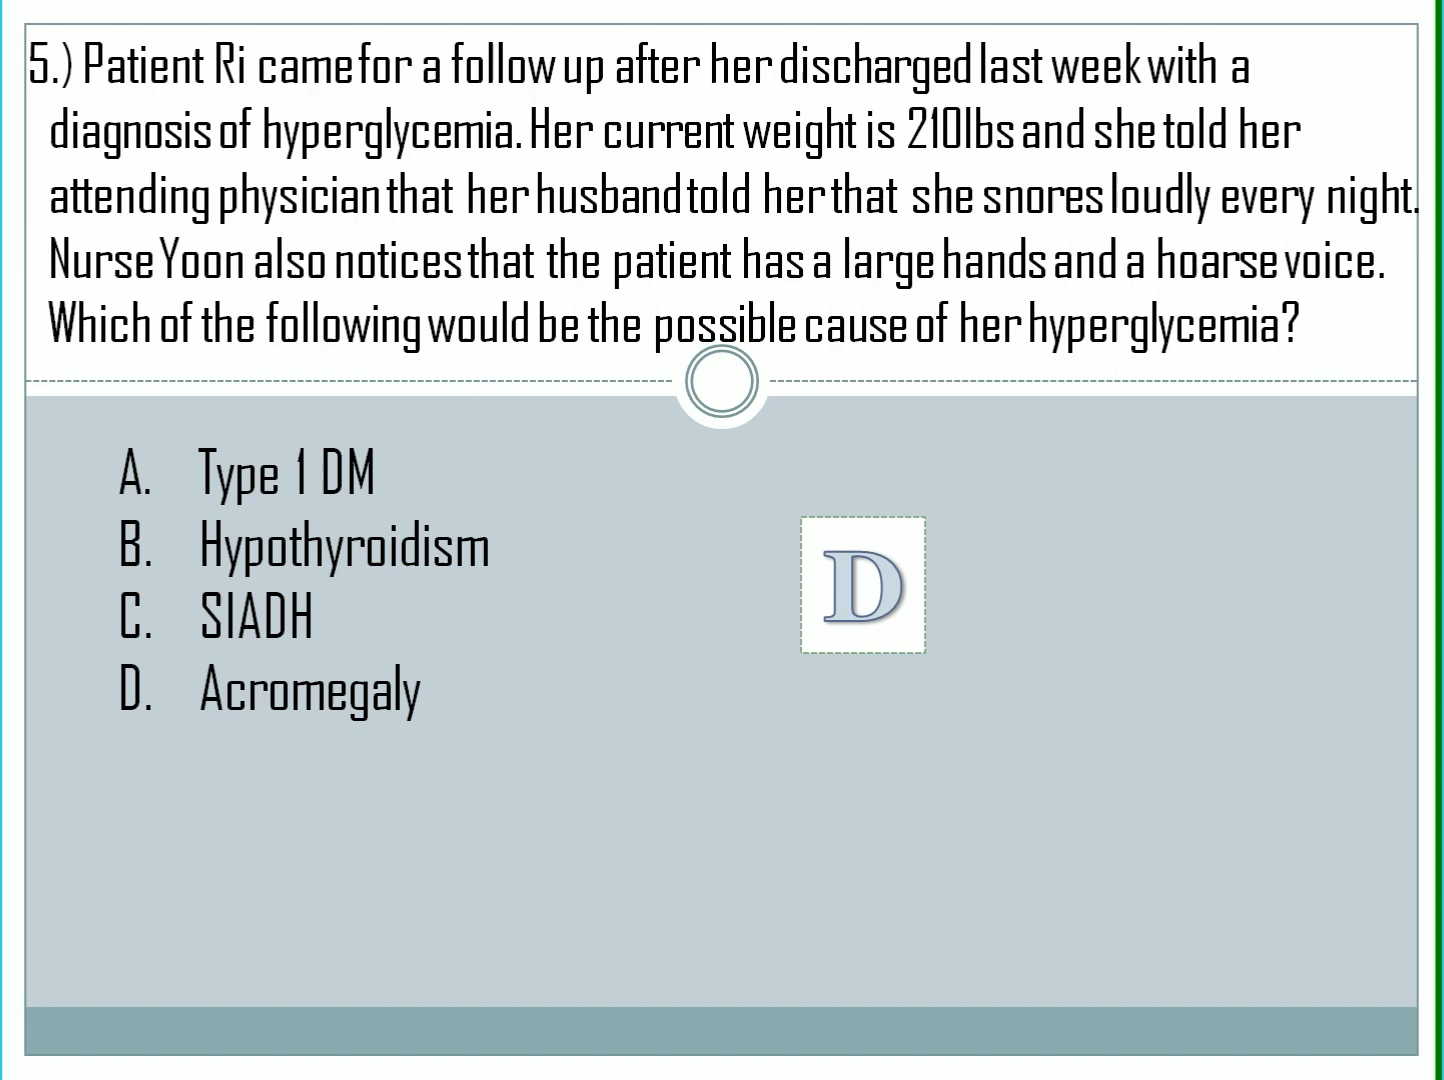 5.) Patient Ri came for a follow up after her discharged last week with a
diagnosis of hyperglycemia. Her current weight is 210lbs and she told her
attending physician that her husband told her that she snores loudly every night.
Nurse Yoon also notices that the patient has a large hands and a hoarse voice.
Which of the following would be the possible cause of her hyperglycemia?
A. Type 1 DM
B. Hypothyroidism
C. SIADH
D. Acromegaly
D